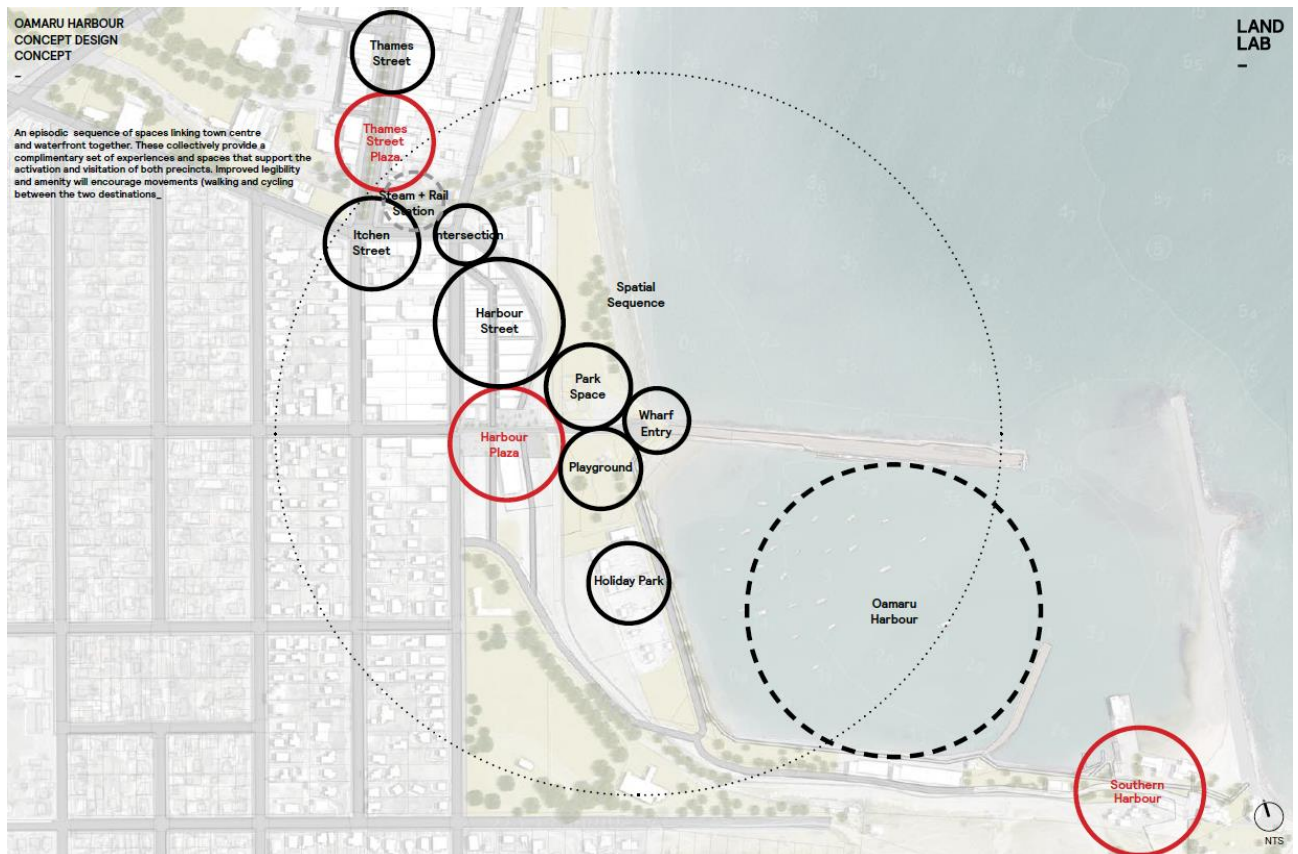 OAMARU HARBOUR
CONCEPT DESIGN
CONCEPT
–
An episodic sequence of spaces linking town centre
and waterfront together. These collectively provide a
complimentary set of experiences and spaces that support the
activation and visitation of both precincts. Improved legibility
and amenity will encourage movements (walking and cycling
between the two destinations_
LAND
LAB
–
Thames
Street
Thames
Street
Plaza
Steam + Rail
Station
Itchen
Street
Intersection
Harbour
Street
Spatial
Sequence
Park
Space
Wharf
Entry
Harbour
Plaza
Playground
Holiday Park
Oamaru
Harbour
Southern
Harbour
NTS